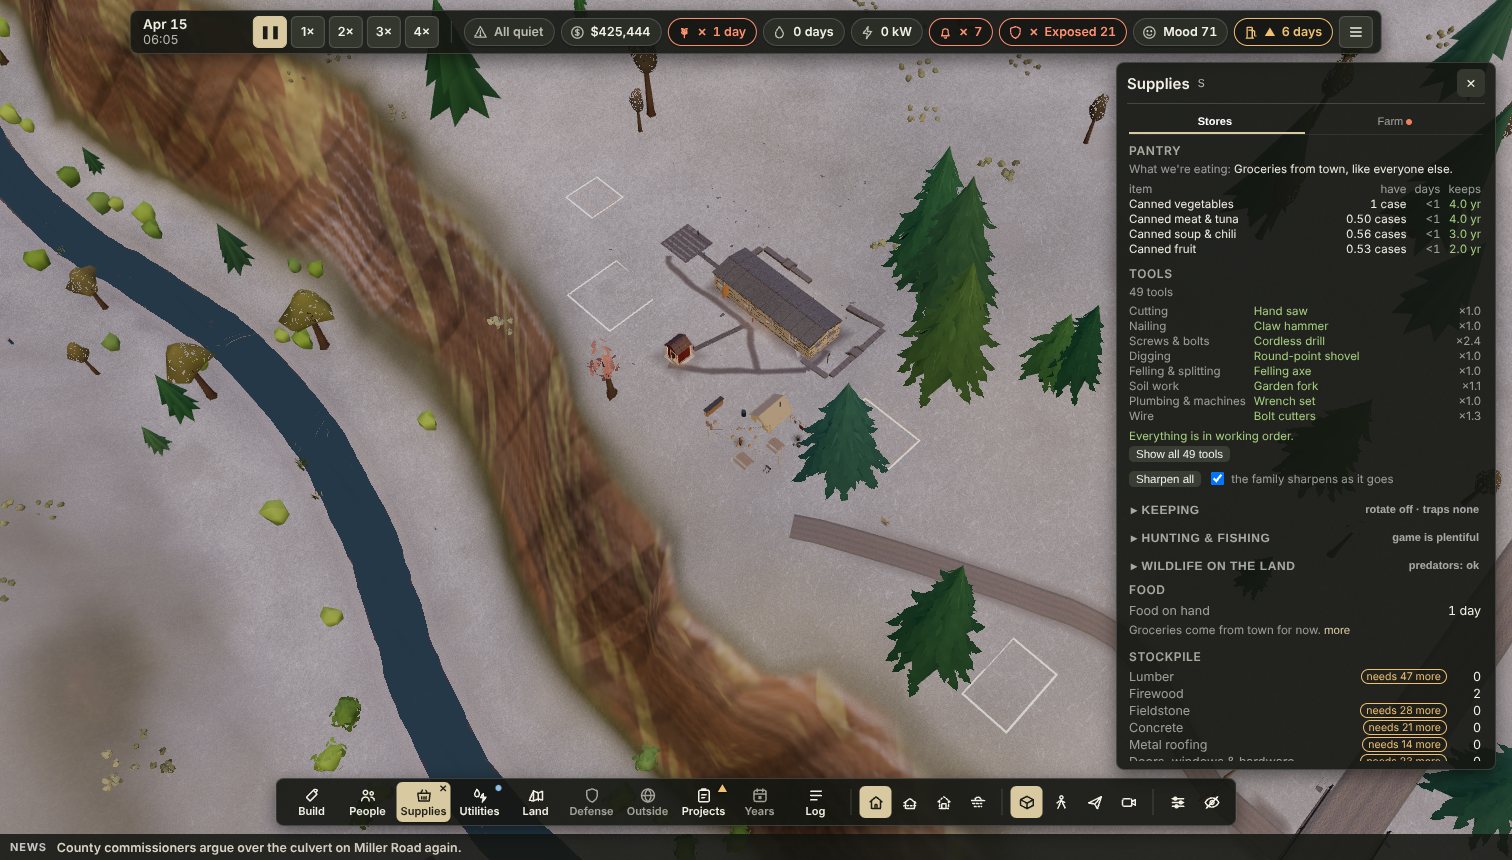 Apr 15
06:05
1× 2× 3× 4×
All quiet
$425,444
× 1 day
0 days
0 kW
× 7
× Exposed 21
Mood 71
6 days
Supplies S
Stores Farm
PANTRY
What we're eating: Groceries from town, like everyone else.
item have days keeps
Canned vegetables 1 case <1 4.0 yr
Canned meat & tuna 0.50 cases <1 4.0 yr
Canned soup & chili 0.56 cases <1 3.0 yr
Canned fruit 0.53 cases <1 2.0 yr
TOOLS
49 tools
Cutting Hand saw ×1.0
Nailing Claw hammer ×1.0
Screws & bolts Cordless drill ×2.4
Digging Round-point shovel ×1.0
Felling & splitting Felling axe ×1.0
Soil work Garden fork ×1.1
Plumbing & machines Wrench set ×1.0
Wire Bolt cutters ×1.3
Everything is in working order.
Show all 49 tools
Sharpen all the family sharpens as it goes
KEEPING rotate off · traps none
HUNTING & FISHING game is plentiful
WILDLIFE ON THE LAND predators: ok
FOOD
Food on hand 1 day
Groceries come from town for now. more
STOCKPILE
Lumber needs 47 more 0
Firewood 2
Fieldstone needs 28 more 0
Concrete needs 21 more 0
Metal roofing needs 14 more 0
Build People Supplies Utilities Land Defense Outside Projects Years Log
NEWS County commissioners argue over the culvert on Miller Road again.